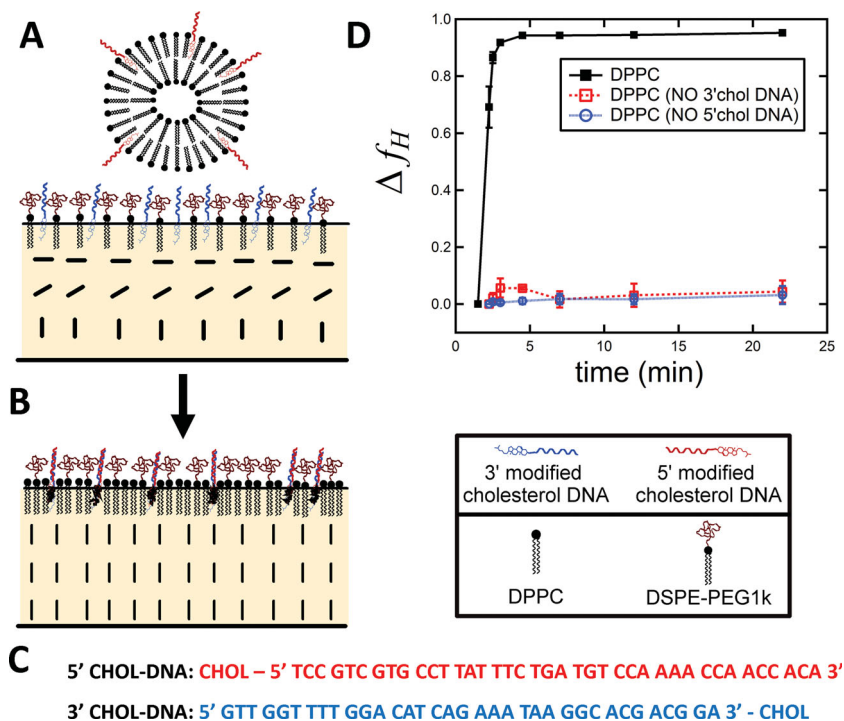 A
D
Δ f_H
1.0
0.8
0.6
0.4
0.2
0.0
DPPC
DPPC (NO 3'chol DNA)
DPPC (NO 5'chol DNA)
0 5 10 15 20 25
time (min)
B
3' modified cholesterol DNA
5' modified cholesterol DNA
DPPC
DSPE-PEG1k
C
5' CHOL-DNA: CHOL – 5' TCC GTC GTG CCT TAT TTC TGA TGT CCA AAA CCA ACC ACA 3'
3' CHOL-DNA: 5' GTT GGT TTT GGA CAT CAG AAA TAA GGC ACG ACG GA 3' - CHOL